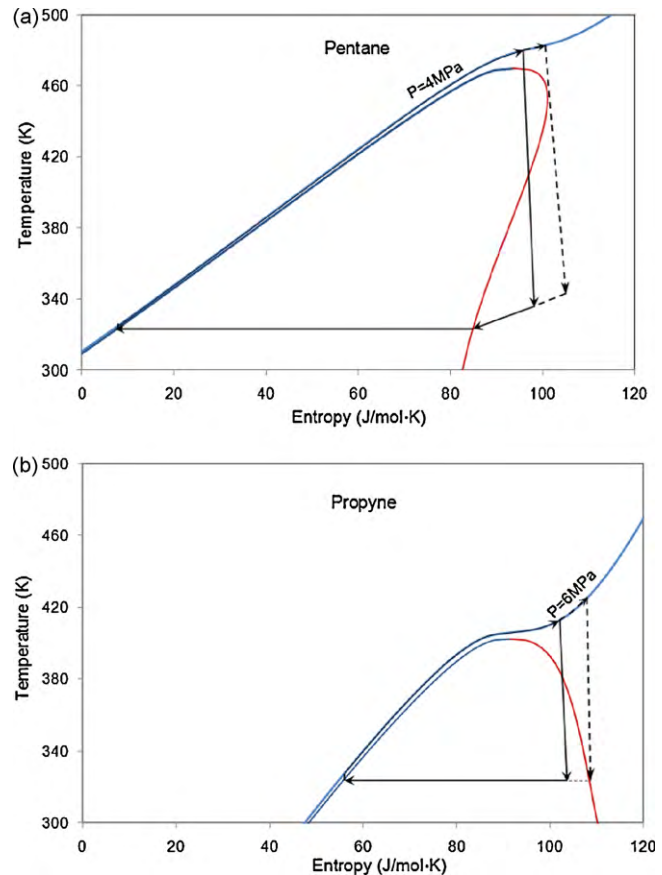 (a)
500
Pentane
P=4MPa
460
420
380
340
300
Temperature (K)
0 20 40 60 80 100 120
Entropy (J/mol·K)
(b)
500
Propyne
460
P=6MPa
420
380
340
300
Temperature (K)
0 20 40 60 80 100 120
Entropy (J/mol·K)